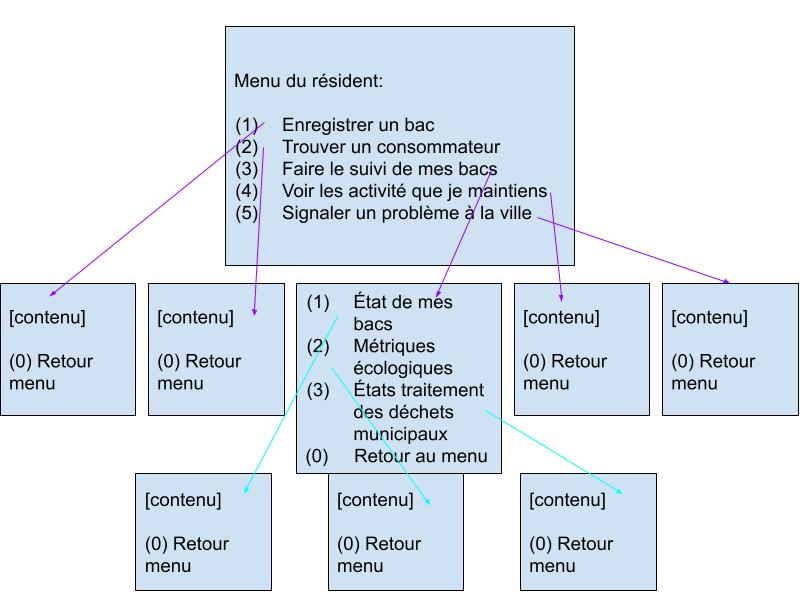 Menu du résident:
(1) Enregistrer un bac
(2) Trouver un consommateur
(3) Faire le suivi de mes bacs
(4) Voir les activité que je maintiens
(5) Signaler un problème à la ville
[contenu]
(0) Retour
menu
[contenu]
(0) Retour
menu
(1) État de mes
bacs
(2) Métriques
écologiques
(3) États traitement
des déchets
municipaux
(0) Retour au menu
[contenu]
(0) Retour
menu
[contenu]
(0) Retour
menu
[contenu]
(0) Retour
menu
[contenu]
(0) Retour
menu
[contenu]
(0) Retour
menu